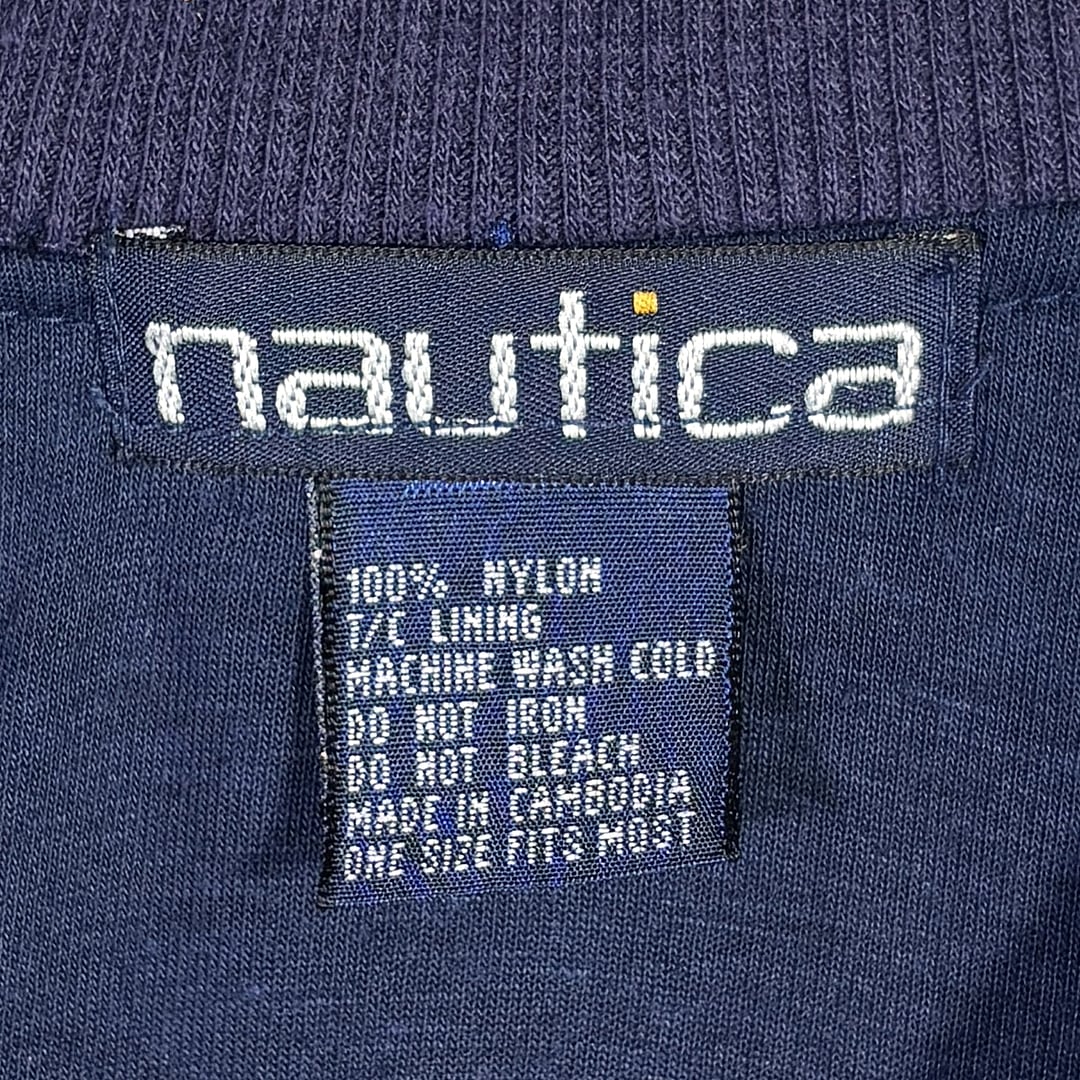 nautica
100% NYLON
T/C LINING
MACHINE WASH COLD
DO NOT IRON
DO NOT BLEACH
MADE IN CAMBODIA
ONE SIZE FITS MOST